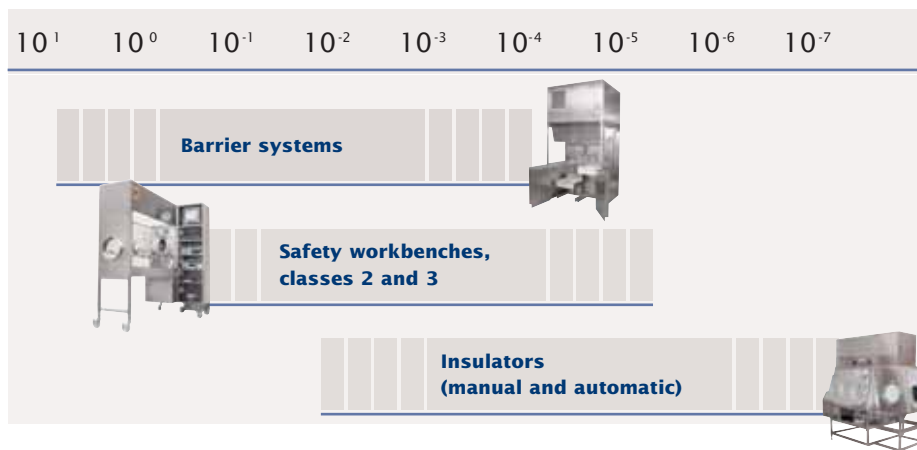 10¹ 10⁰ 10⁻¹ 10⁻² 10⁻³ 10⁻⁴ 10⁻⁵ 10⁻⁶ 10⁻⁷
Barrier systems
Safety workbenches,
classes 2 and 3
Insulators
(manual and automatic)